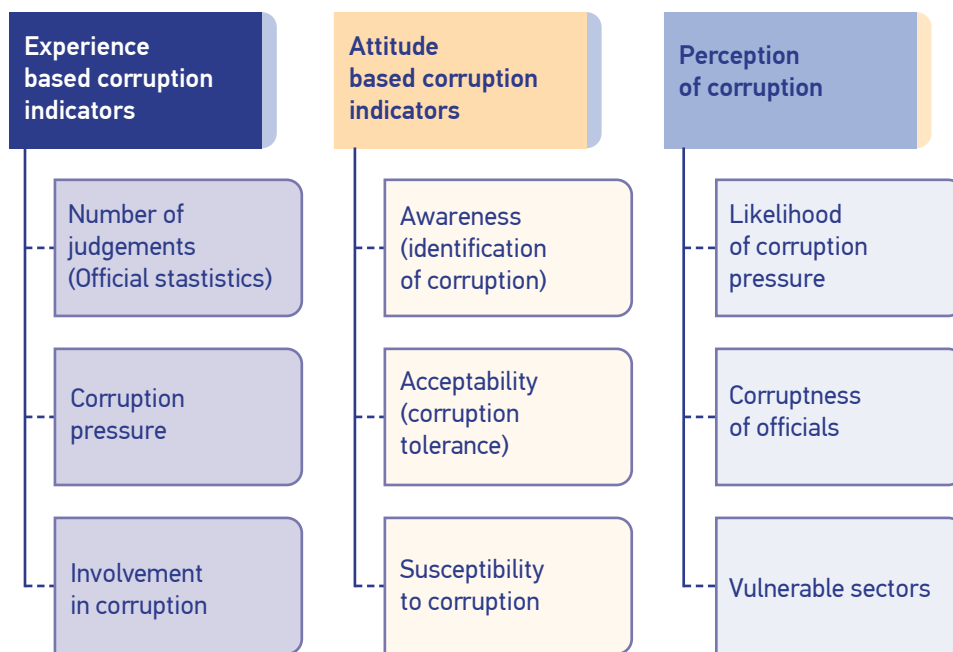 Experience
based corruption
indicators
Number of
judgements
(Official stastistics)
Corruption
pressure
Involvement
in corruption
Attitude
based corruption
indicators
Awareness
(identification
of corruption)
Acceptability
(corruption
tolerance)
Susceptibility
to corruption
Perception
of corruption
Likelihood
of corruption
pressure
Corruptness
of officials
Vulnerable sectors